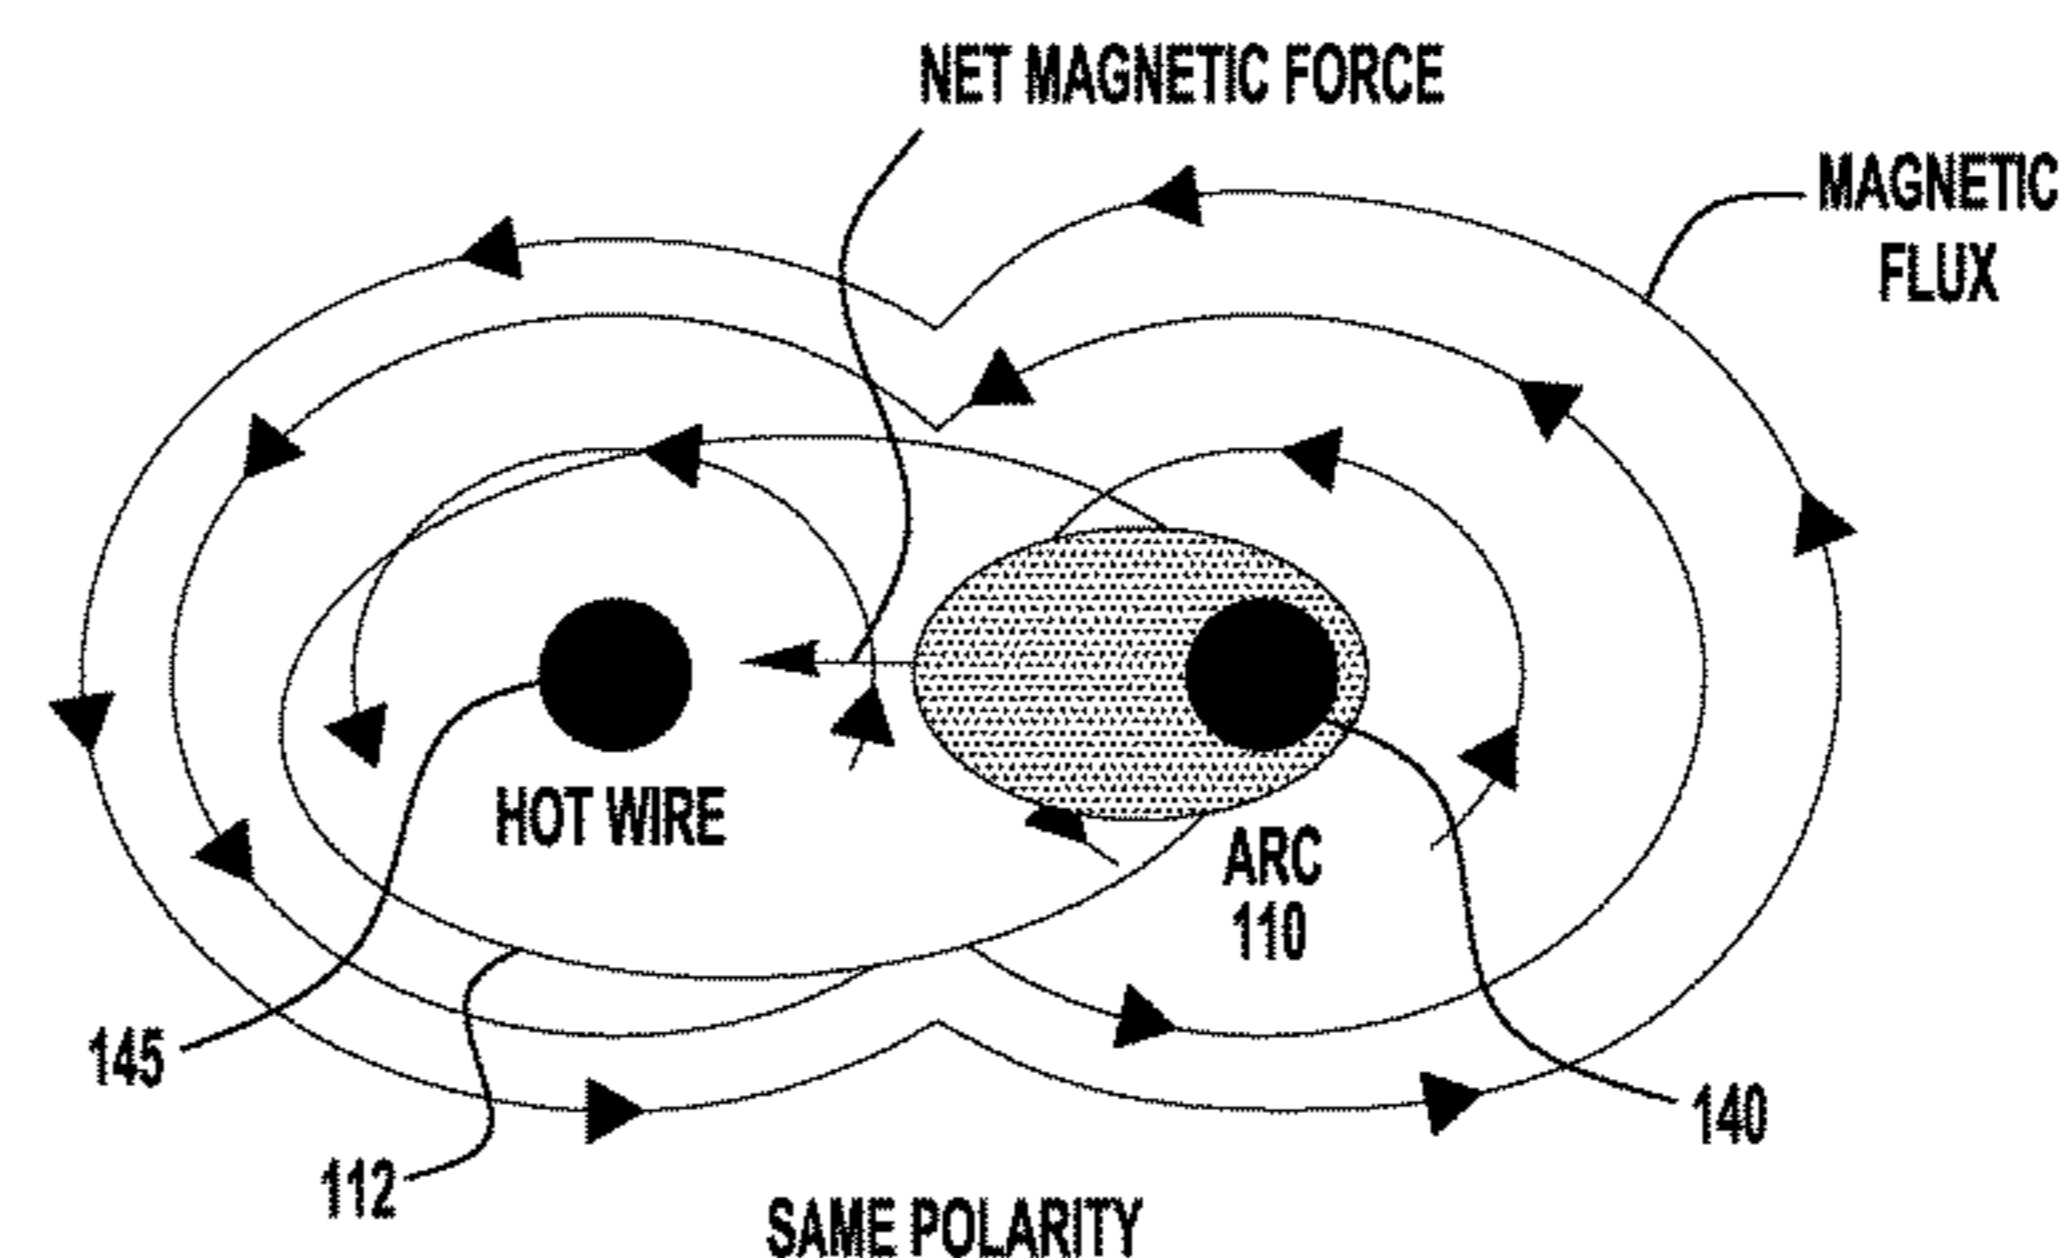 NET MAGNETIC FORCE
MAGNETIC
FLUX
HOT WIRE
ARC
110
145
140
112
SAME POLARITY